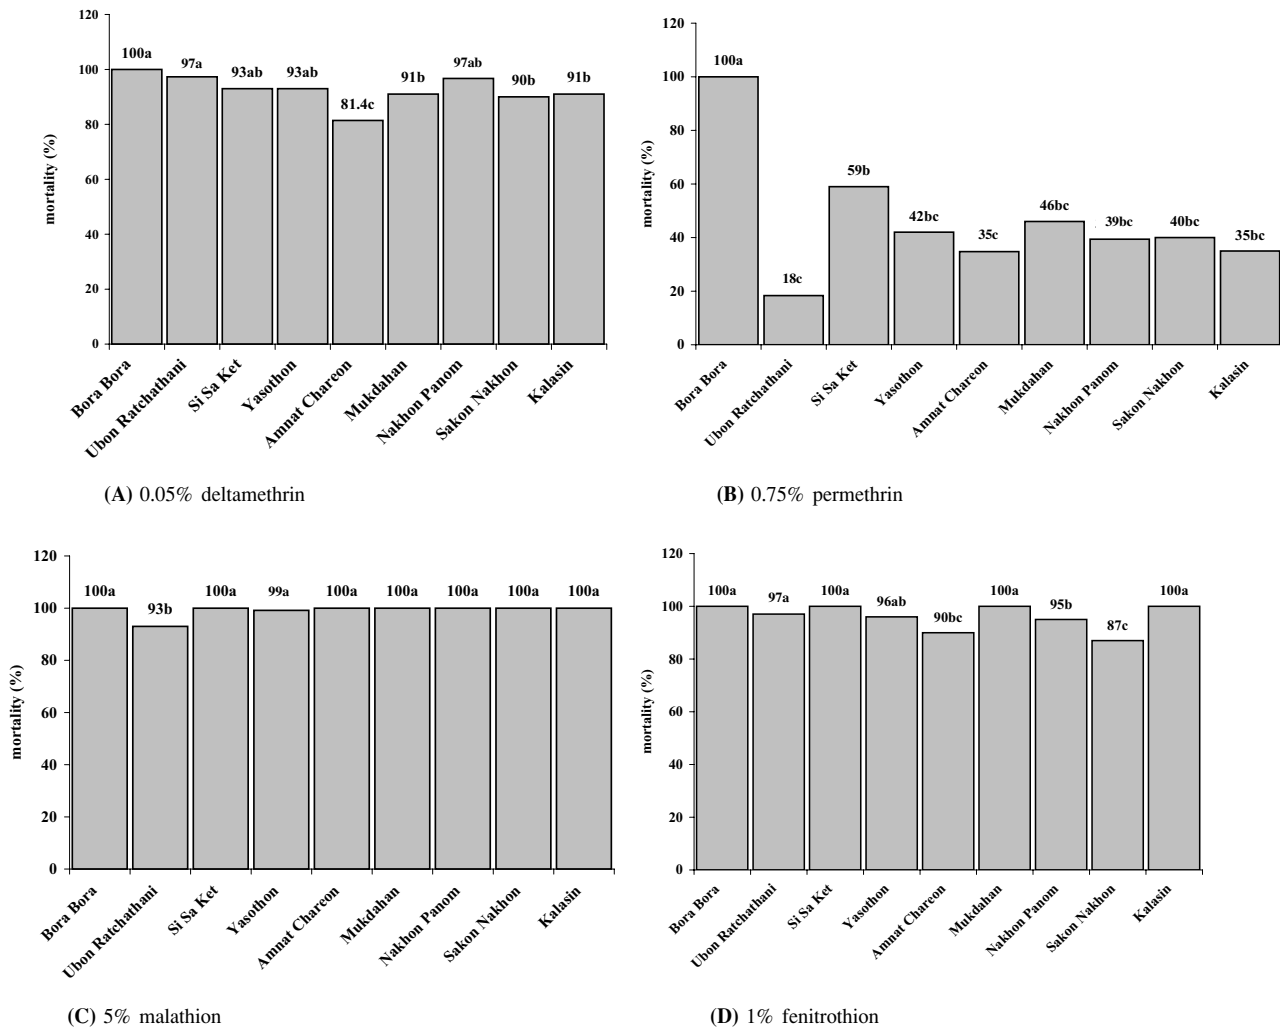 120
100
80
60
40
20
0
mortality (%)
100a
97a
93ab
93ab
81.4c
91b
97ab
90b
91b
Bora Bora
Ubon Ratchathani
Si Sa Ket
Yasothon
Amnat Chareon
Mukdahan
Nakhon Panom
Sakon Nakhon
Kalasin
(A) 0.05% deltamethrin
120
100
80
60
40
20
0
mortality (%)
100a
18c
59b
42bc
35c
46bc
39bc
40bc
35bc
Bora Bora
Ubon Ratchathani
Si Sa Ket
Yasothon
Amnat Chareon
Mukdahan
Nakhon Panom
Sakon Nakhon
Kalasin
(B) 0.75% permethrin
120
100
80
60
40
20
0
mortality (%)
100a
93b
100a
99a
100a
100a
100a
100a
100a
Bora Bora
Ubon Ratchathani
Si Sa Ket
Yasothon
Amnat Chareon
Mukdahan
Nakhon Panom
Sakon Nakhon
Kalasin
(C) 5% malathion
120
100
80
60
40
20
0
mortality (%)
100a
97a
100a
96ab
90bc
100a
95b
87c
100a
Bora Bora
Ubon Ratchathani
Si Sa Ket
Yasothon
Amnat Chareon
Mukdahan
Nakhon Panom
Sakon Nakhon
Kalasin
(D) 1% fenitrothion